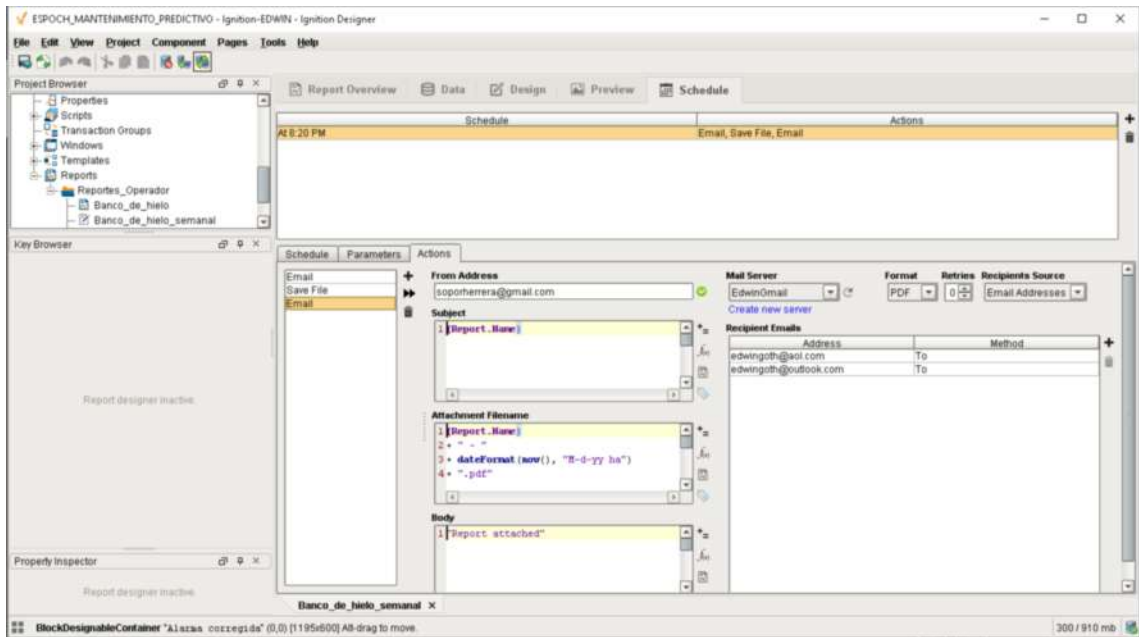 ESPOCH_MANTENIMIENTO_PREDICTIVO - Ignition-EDWIN - Ignition Designer
File Edit View Project Component Pages Tools Help
Project Browser
Properties
Scripts
Transaction Groups
Windows
Templates
Reports
Reportes_Operador
Banco_de_hielo
Banco_de_hielo_semanal
Key Browser
Report designer inactive.
Property Inspector
Report designer inactive.
Report Overview Data Design Preview Schedule
Schedule Actions
At 8:20 PM Email, Save File, Email
Schedule Parameters Actions
Email
Save File
Email
From Address
soporherrera@gmail.com
Subject
1 {Report.Name}
Attachment Filename
1 {Report.Name}
2 + " - "
3 + dateFormat(now(), "M-d-yy ha")
4 + ".pdf"
Body
1 "Report attached"
Mail Server Format Retries Recipients Source
EdwinGmail PDF 0 Email Addresses
Create new server
Recipient Emails
Address Method
edwingoth@aol.com To
edwingoth@outlook.com To
Banco_de_hielo_semanal
BlockDesignableContainer "Alarma corregida" (0,0) [1195x600] Alt-drag to move. 300 / 910 mb